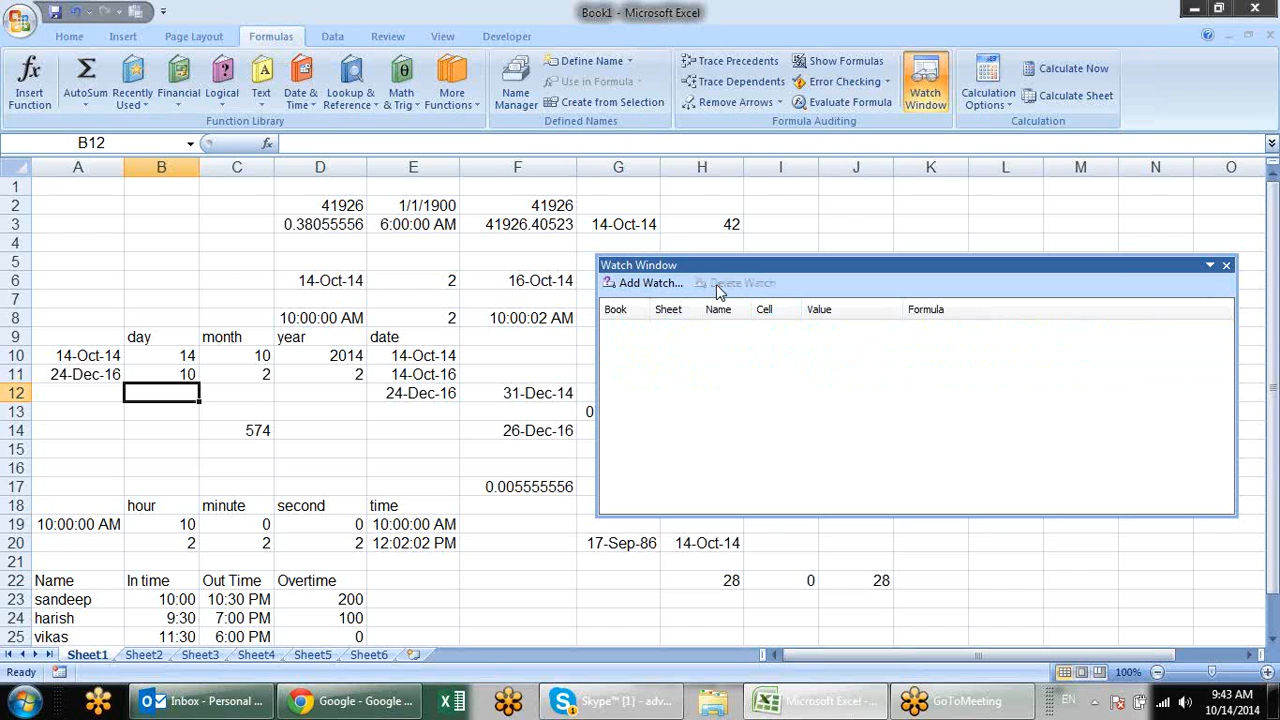 Book1 - Microsoft Excel
Home Insert Page Layout Formulas Data Review View Developer
fx Insert Function
Σ AutoSum
Recently Used
Financial
Logical
Text
Date & Time
Lookup & Reference
Math & Trig
More Functions
Function Library
Name Manager
Define Name
Use in Formula
Create from Selection
Defined Names
Trace Precedents
Trace Dependents
Remove Arrows
Show Formulas
Error Checking
Evaluate Formula
Formula Auditing
Watch Window
Calculation Options
Calculate Now
Calculate Sheet
Calculation
B12 fx
A B C D E F G H I J K L M N O
1
2 41926 1/1/1900 41926
3 0.38055556 6:00:00 AM 41926.40523 14-Oct-14 42
4
5
6 14-Oct-14 2 16-Oct-14
7
8 10:00:00 AM 2 10:00:02 AM
9 day month year date
10 14-Oct-14 14 10 2014 14-Oct-14
11 24-Dec-16 10 2 2 14-Oct-16
12 24-Dec-16 31-Dec-14
13 0
14 574 26-Dec-16
15
16
17 0.005555556
18 hour minute second time
19 10:00:00 AM 10 0 0 10:00:00 AM
20 2 2 2 12:02:02 PM 17-Sep-86 14-Oct-14
21
22 Name In time Out Time Overtime 28 0 28
23 sandeep 10:00 10:30 PM 200
24 harish 9:30 7:00 PM 100
25 vikas 11:30 6:00 PM 0
Watch Window
Add Watch... Delete Watch
Book Sheet Name Cell Value Formula
Sheet1 Sheet2 Sheet3 Sheet4 Sheet5 Sheet6
Ready 100%
Inbox - Personal ... Google - Google ... Skype™ [1] - adv... Microsoft Excel - ... GoToMeeting EN 9:43 AM
10/14/2014